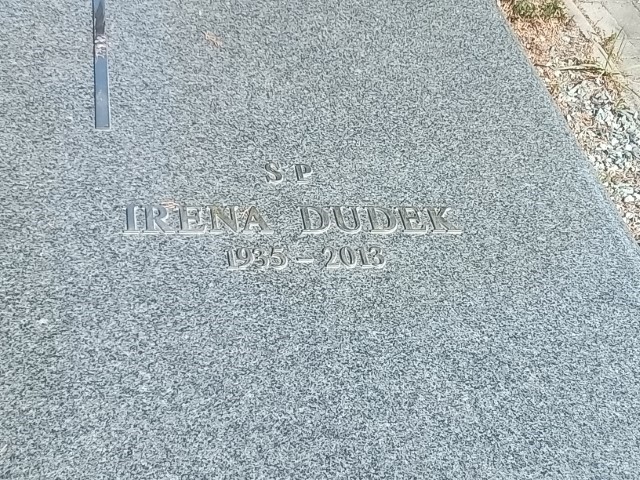 Ś P
IRENA DUDEK
1935 – 2013